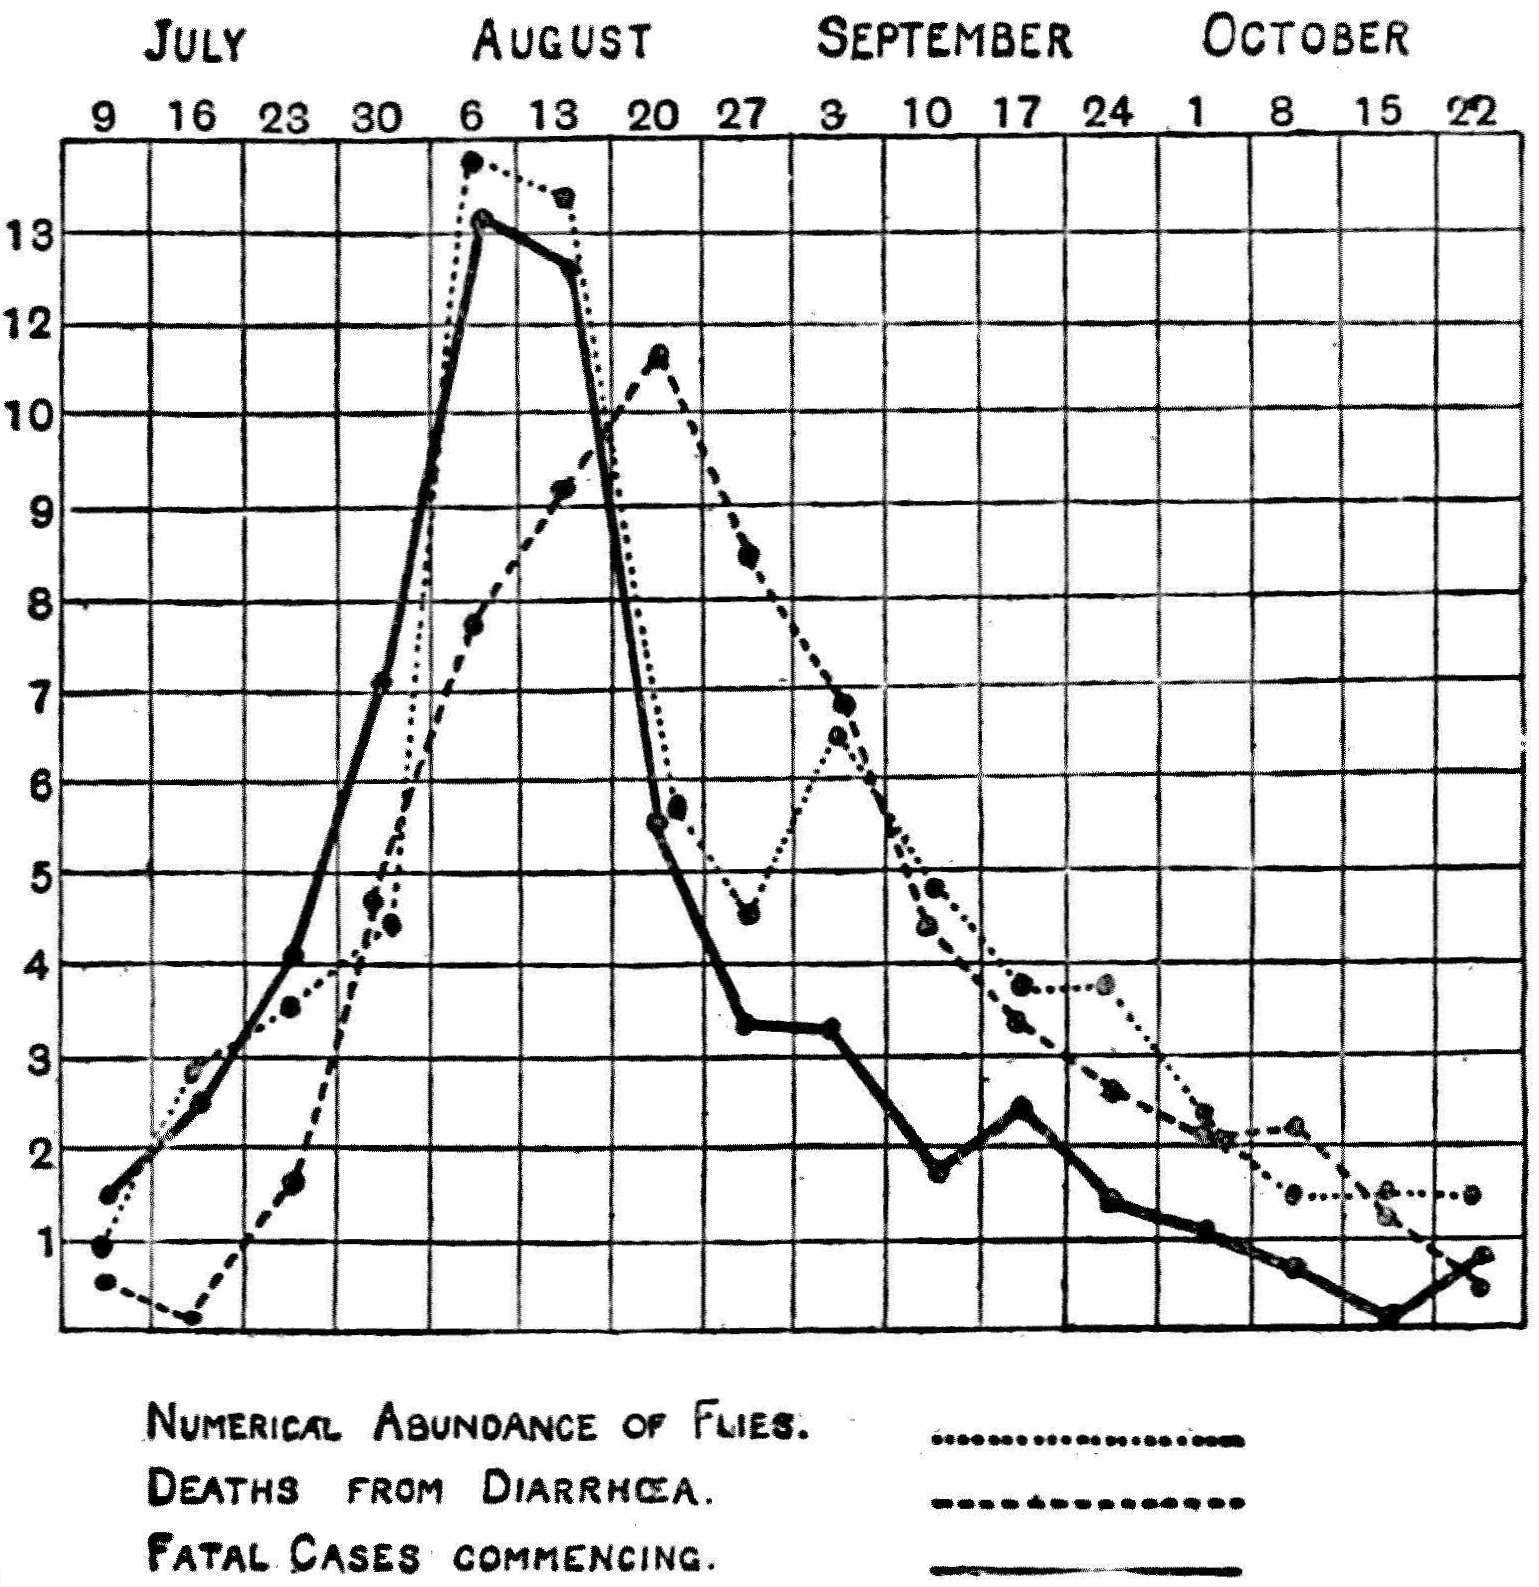 JULY AUGUST SEPTEMBER OCTOBER
9 16 23 30 6 13 20 27 3 10 17 24 1 8 15 22
13
12
10
9
8
7
6
5
4
3
2
1
NUMERICAL ABUNDANCE OF FLIES.
DEATHS FROM DIARRHŒA.
FATAL CASES COMMENCING.